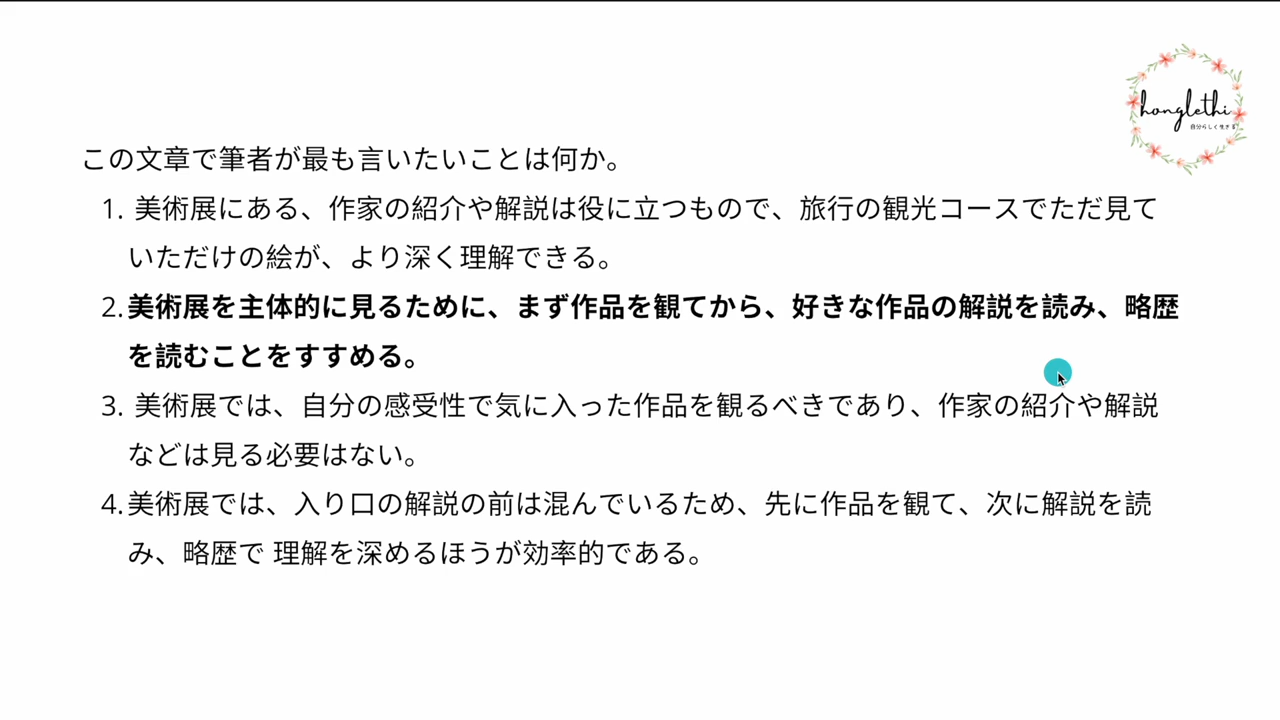 honglethi
自分らしく生きる
この文章で筆者が最も言いたいことは何か。
1. 美術展にある、作家の紹介や解説は役に立つもので、旅行の観光コースでただ見て
いただけの絵が、より深く理解できる。
2. 美術展を主体的に見るために、まず作品を観てから、好きな作品の解説を読み、略歴
を読むことをすすめる。
3. 美術展では、自分の感受性で気に入った作品を観るべきであり、作家の紹介や解説
などは見る必要はない。
4. 美術展では、入り口の解説の前は混んでいるため、先に作品を観て、次に解説を読
み、略歴で 理解を深めるほうが効率的である。